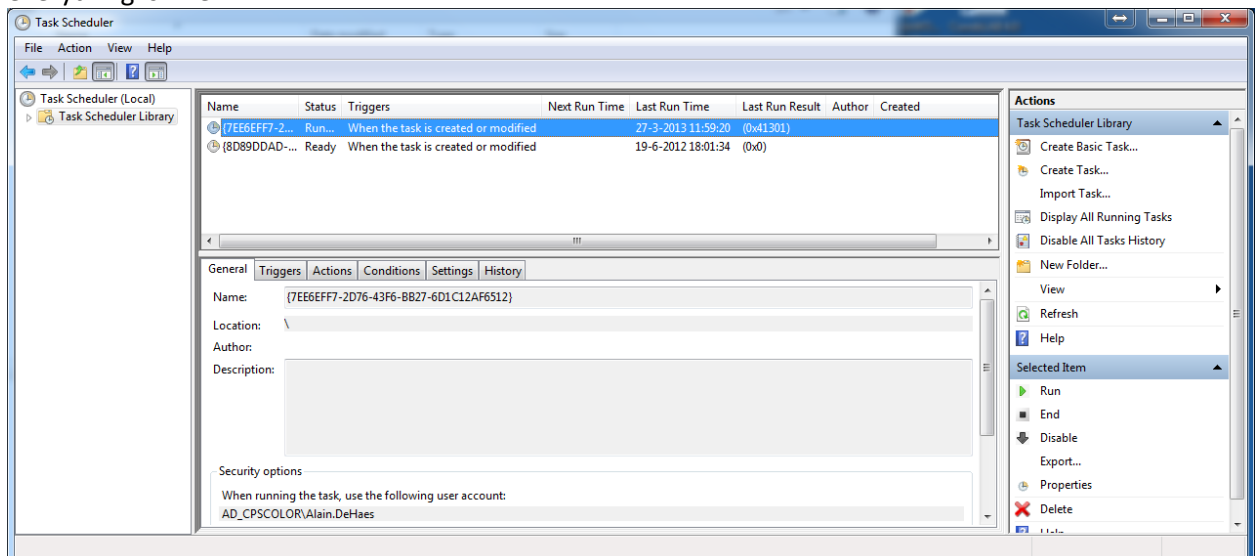 Task Scheduler
File Action View Help
Task Scheduler (Local)
Task Scheduler Library
Name Status Triggers Next Run Time Last Run Time Last Run Result Author Created
{7EE6EFF7-2... Run... When the task is created or modified 27-3-2013 11:59:20 (0x41301)
{8D89DDAD-... Ready When the task is created or modified 19-6-2012 18:01:34 (0x0)
General Triggers Actions Conditions Settings History
Name: {7EE6EFF7-2D76-43F6-BB27-6D1C12AF6512}
Location: \
Author:
Description:
Security options
When running the task, use the following user account:
AD_CPSCOLOR\Alain.DeHaes
Actions
Task Scheduler Library
Create Basic Task...
Create Task...
Import Task...
Display All Running Tasks
Disable All Tasks History
New Folder...
View
Refresh
Help
Selected Item
Run
End
Disable
Export...
Properties
Delete